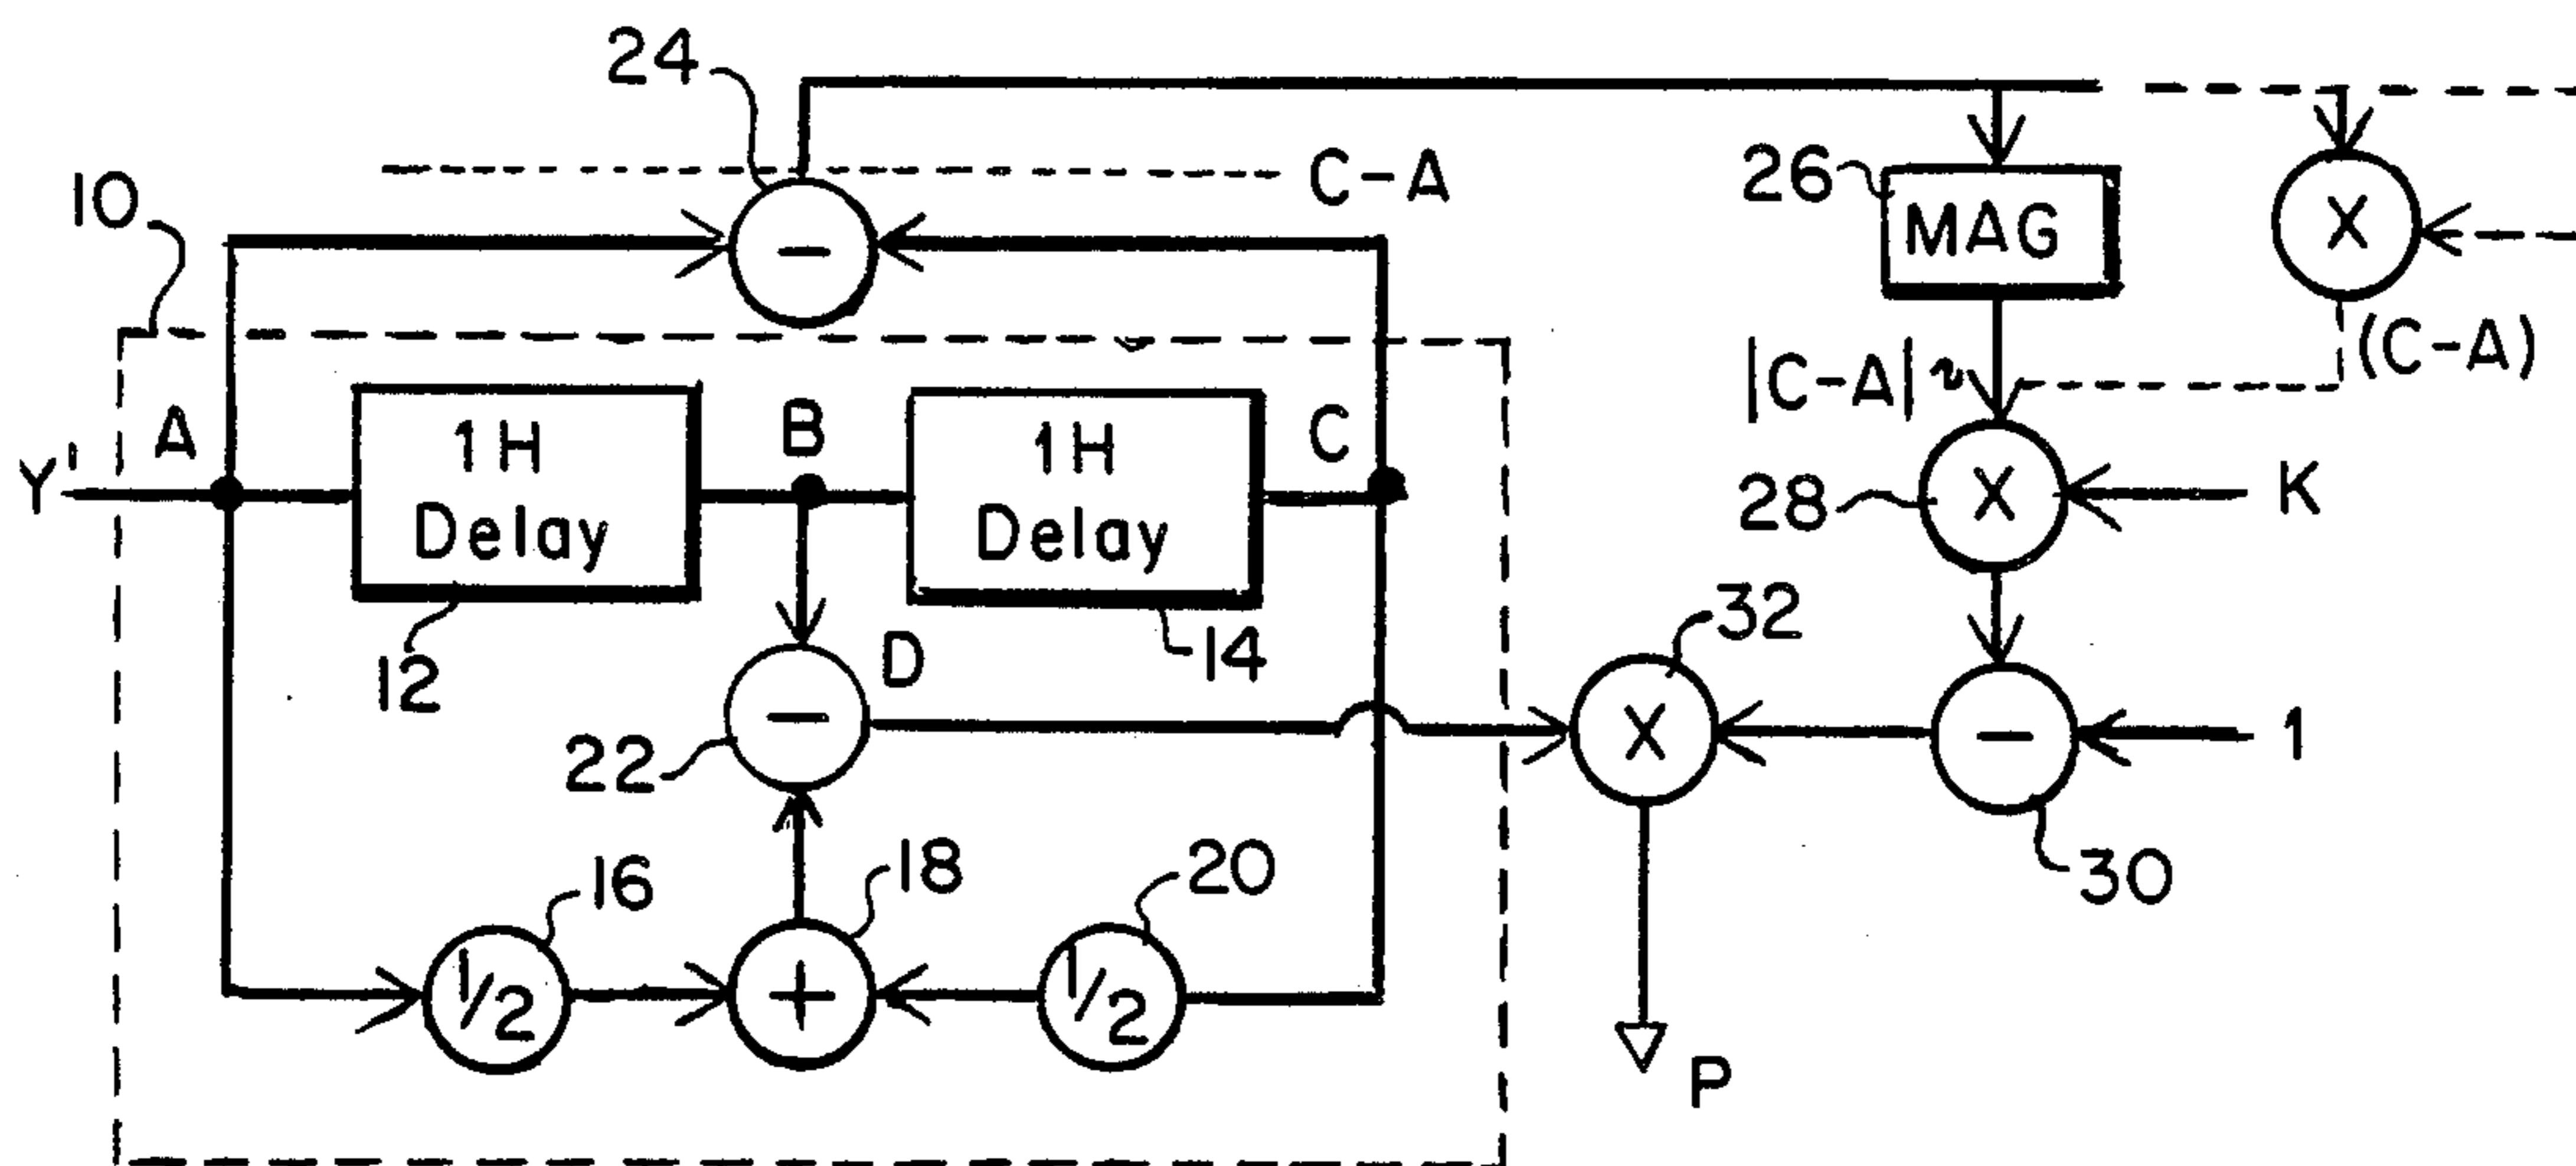 24
10
C-A
26
MAG
X
(C-A)
|C-A|
Y'
A
1H
Delay
B
1H
Delay
C
28
X
K
12
14
D
22
−
32
X
−
1
30
16
18
20
1/2
+
1/2
P